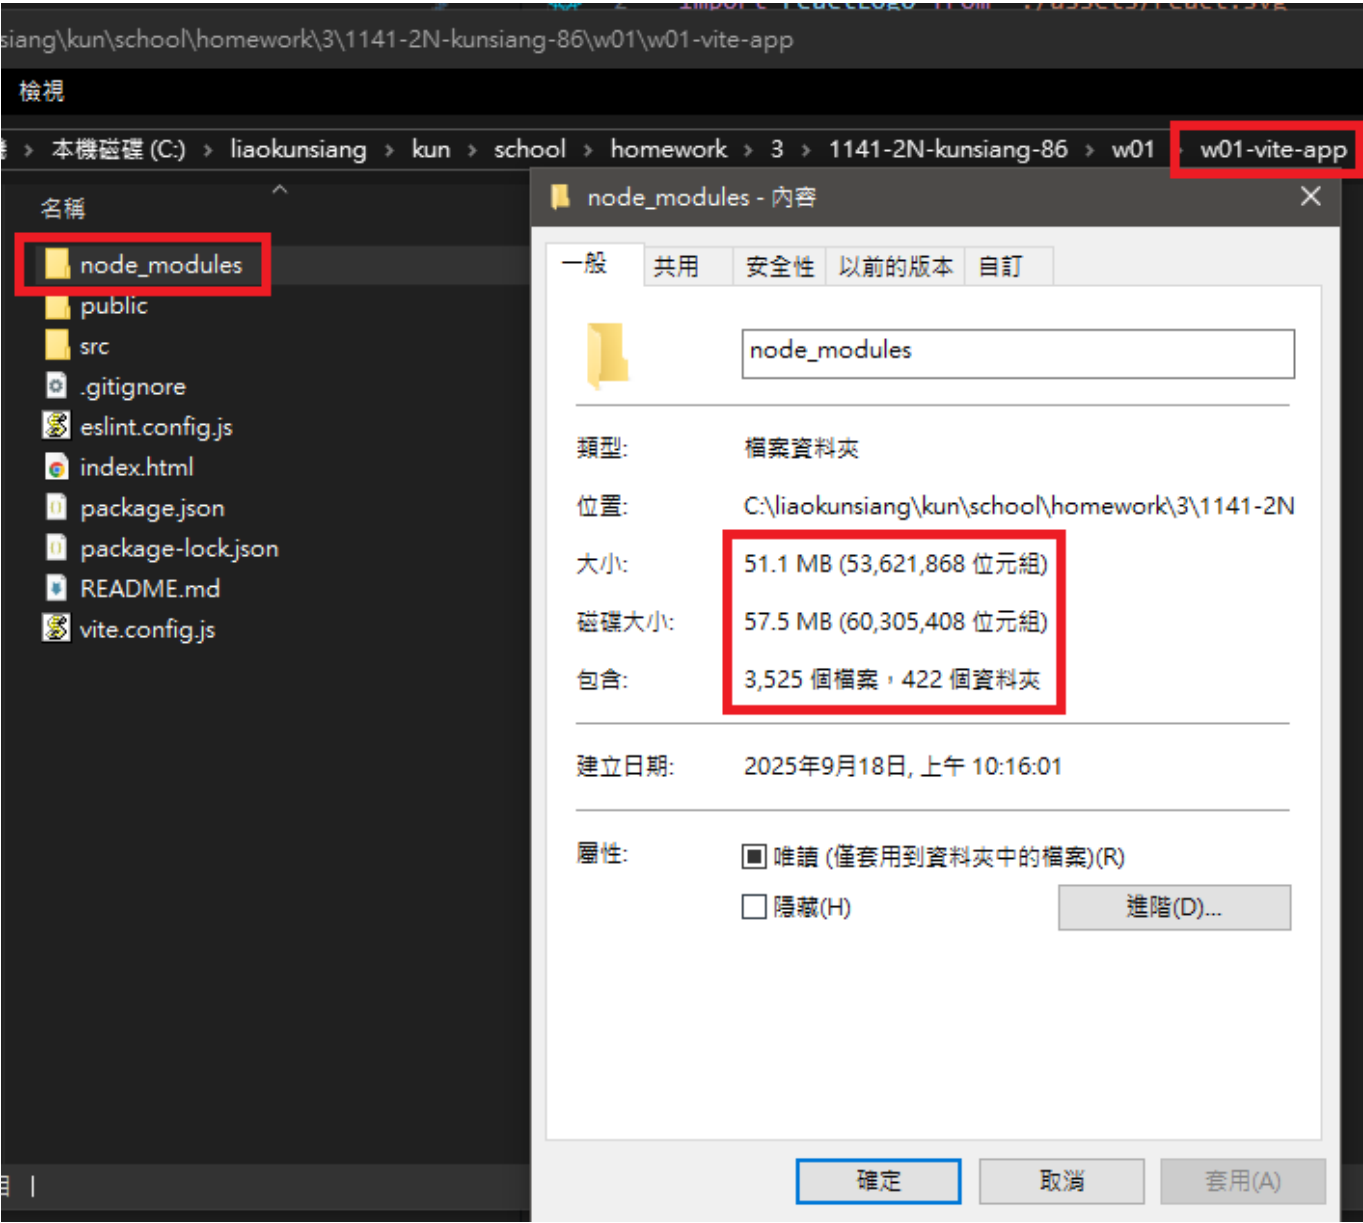 import reactLogo from './assets/react.svg'
siang\kun\school\homework\3\1141-2N-kunsiang-86\w01\w01-vite-app
檢視
本機磁碟 (C:) > liaokunsiang > kun > school > homework > 3 > 1141-2N-kunsiang-86 > w01 > w01-vite-app
名稱
node_modules
public
src
.gitignore
eslint.config.js
index.html
package.json
package-lock.json
README.md
vite.config.js
node_modules - 內容
一般 共用 安全性 以前的版本 自訂
node_modules
類型: 檔案資料夾
位置: C:\liaokunsiang\kun\school\homework\3\1141-2N
大小: 51.1 MB (53,621,868 位元組)
磁碟大小: 57.5 MB (60,305,408 位元組)
包含: 3,525 個檔案，422 個資料夾
建立日期: 2025年9月18日, 上午 10:16:01
屬性: 唯讀 (僅套用到資料夾中的檔案)(R)
隱藏(H) 進階(D)...
確定 取消 套用(A)